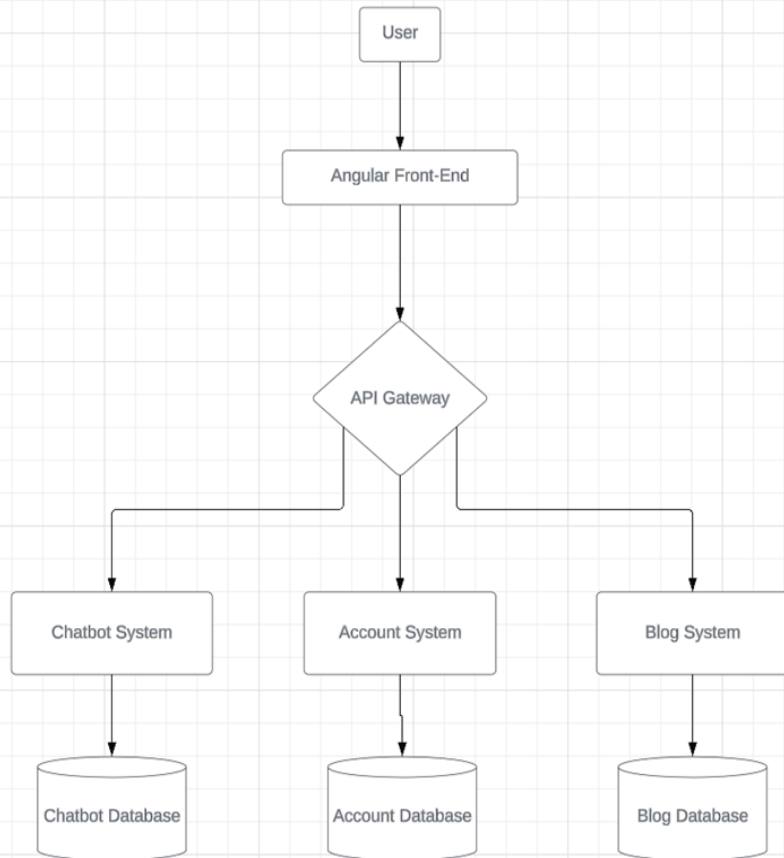 User
Angular Front-End
API Gateway
Chatbot System
Account System
Blog System
Chatbot Database
Account Database
Blog Database